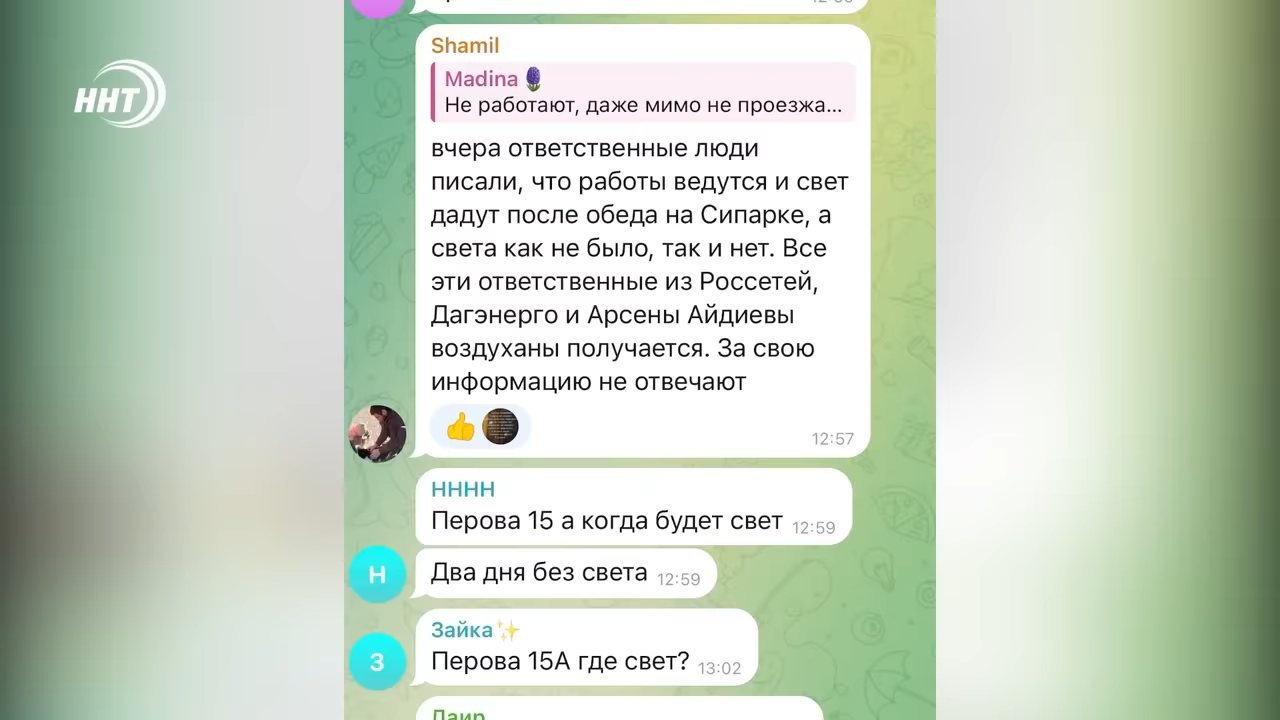 ННТ
Shamil
Madina🪻
Не работают, даже мимо не проезжа...
вчера ответственные люди
писали, что работы ведутся и свет
дадут после обеда на Сипарке, а
света как не было, так и нет. Все
эти ответственные из Россетей,
Дагэнерго и Арсены Айдиевы
воздуханы получается. За свою
информацию не отвечают
12:57
НННН
Перова 15 а когда будет свет 12:59
Н
Два дня без света 12:59
Зайка✨
З
Перова 15А где свет? 13:02